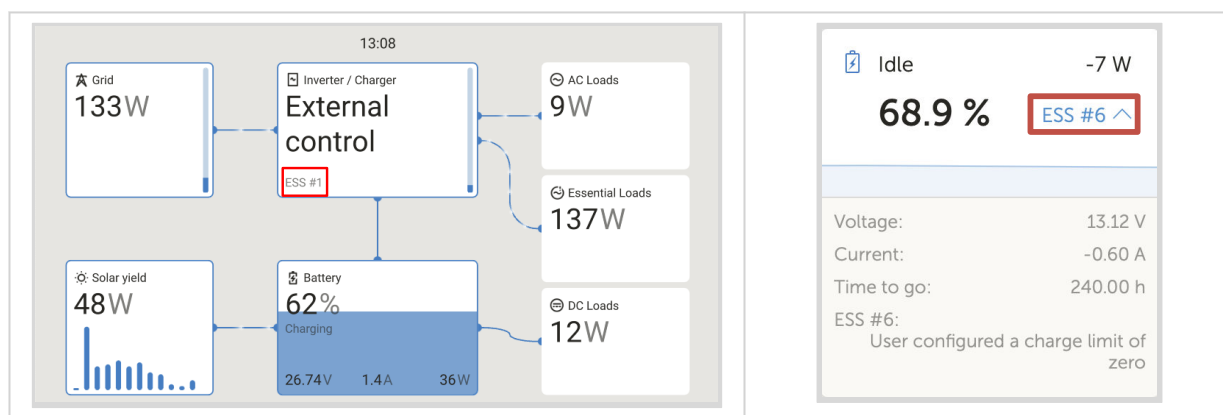 13:08
Grid
133W
Inverter / Charger
External
control
ESS #1
AC Loads
9W
Essential Loads
137W
Solar yield
48W
Battery
62%
Charging
26.74V 1.4A 36W
DC Loads
12W
Idle -7 W
68.9 % ESS #6
Voltage: 13.12 V
Current: -0.60 A
Time to go: 240.00 h
ESS #6:
User configured a charge limit of
zero